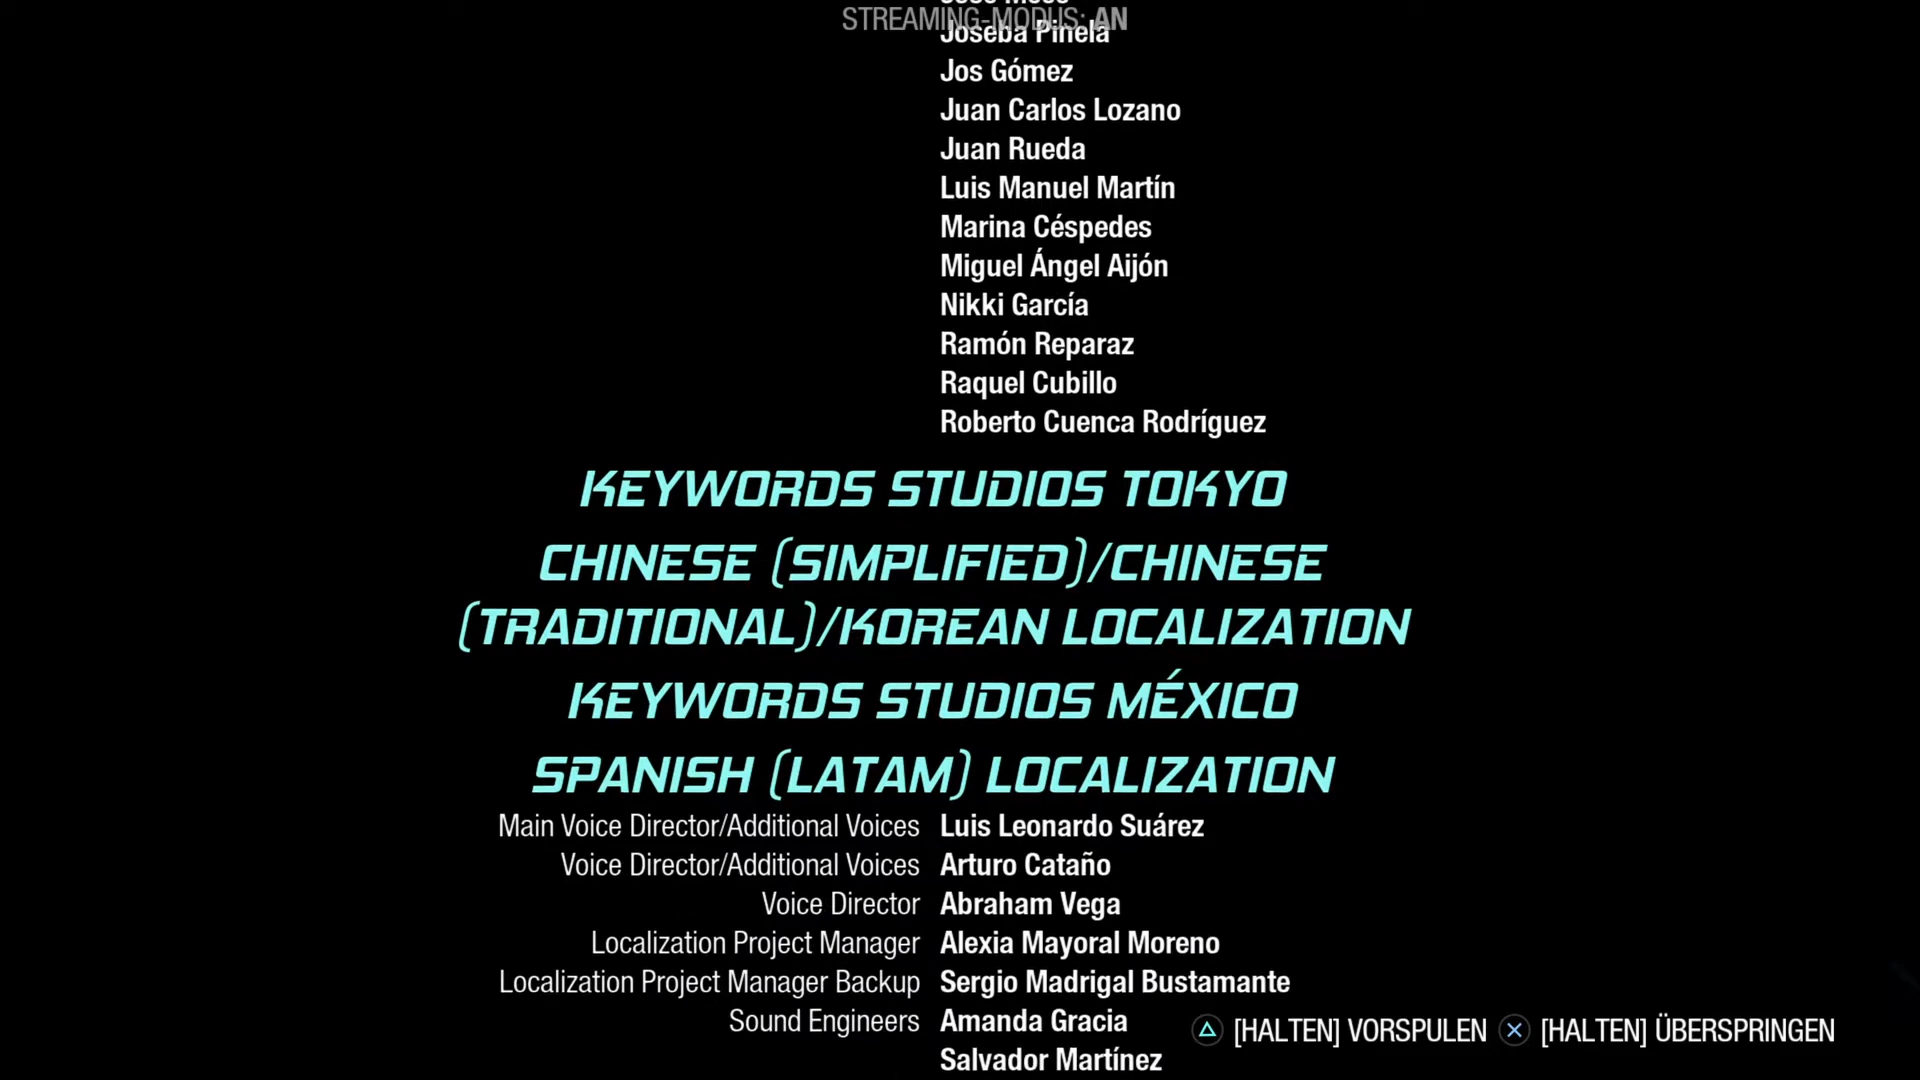 STREAMING-MODUS: AN
Joseba Pinela
Jos Gómez
Juan Carlos Lozano
Juan Rueda
Luis Manuel Martín
Marina Céspedes
Miguel Ángel Aijón
Nikki García
Ramón Reparaz
Raquel Cubillo
Roberto Cuenca Rodríguez
KEYWORDS STUDIOS TOKYO
CHINESE (SIMPLIFIED)/CHINESE
(TRADITIONAL)/KOREAN LOCALIZATION
KEYWORDS STUDIOS MÉXICO
SPANISH (LATAM) LOCALIZATION
Main Voice Director/Additional Voices Luis Leonardo Suárez
Voice Director/Additional Voices Arturo Cataño
Voice Director Abraham Vega
Localization Project Manager Alexia Mayoral Moreno
Localization Project Manager Backup Sergio Madrigal Bustamante
Sound Engineers Amanda Gracia
Salvador Martínez
[HALTEN] VORSPULEN [HALTEN] ÜBERSPRINGEN